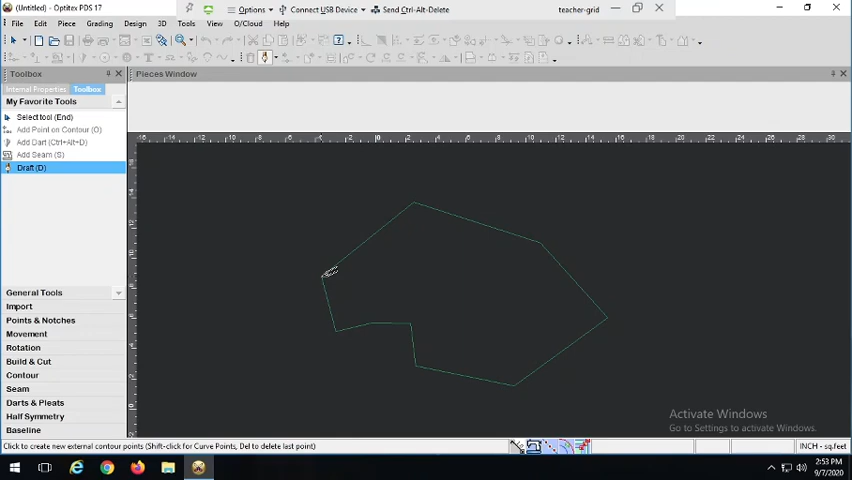 (Untitled) - Optitex PDS 17
Options
Connect USB Device
Send Ctrl-Alt-Delete
teacher-grid
File Edit Piece Grading Design 3D Tools View O/Cloud Help
Toolbox
Pieces Window
Internal Properties Toolbox
My Favorite Tools
Select tool (End)
Add Point on Contour (O)
Add Dart (Ctrl+Alt+D)
Add Seam (S)
Draft (D)
General Tools
Import
Points & Notches
Movement
Rotation
Build & Cut
Contour
Seam
Darts & Pleats
Half Symmetry
Baseline
Activate Windows
Go to Settings to activate Windows.
Click to create new external contour points (Shift-click for Curve Points, Del to delete last point)
INCH - sq.feet
2:53 PM
9/7/2020